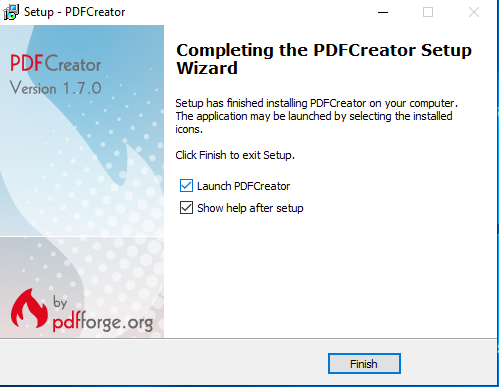 Setup - PDFCreator
PDFCreator
Version 1.7.0
Completing the PDFCreator Setup
Wizard
Setup has finished installing PDFCreator on your computer.
The application may be launched by selecting the installed
icons.
Click Finish to exit Setup.
Launch PDFCreator
Show help after setup
by
pdfforge.org
Finish